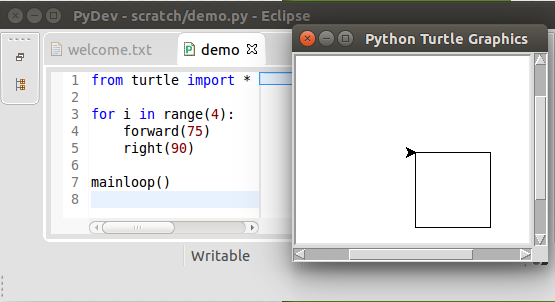 PyDev - scratch/demo.py - Eclipse
welcome.txt
demo
1 from turtle import *
2
3 for i in range(4):
4     forward(75)
5     right(90)
6
7 mainloop()
8
Writable
Python Turtle Graphics